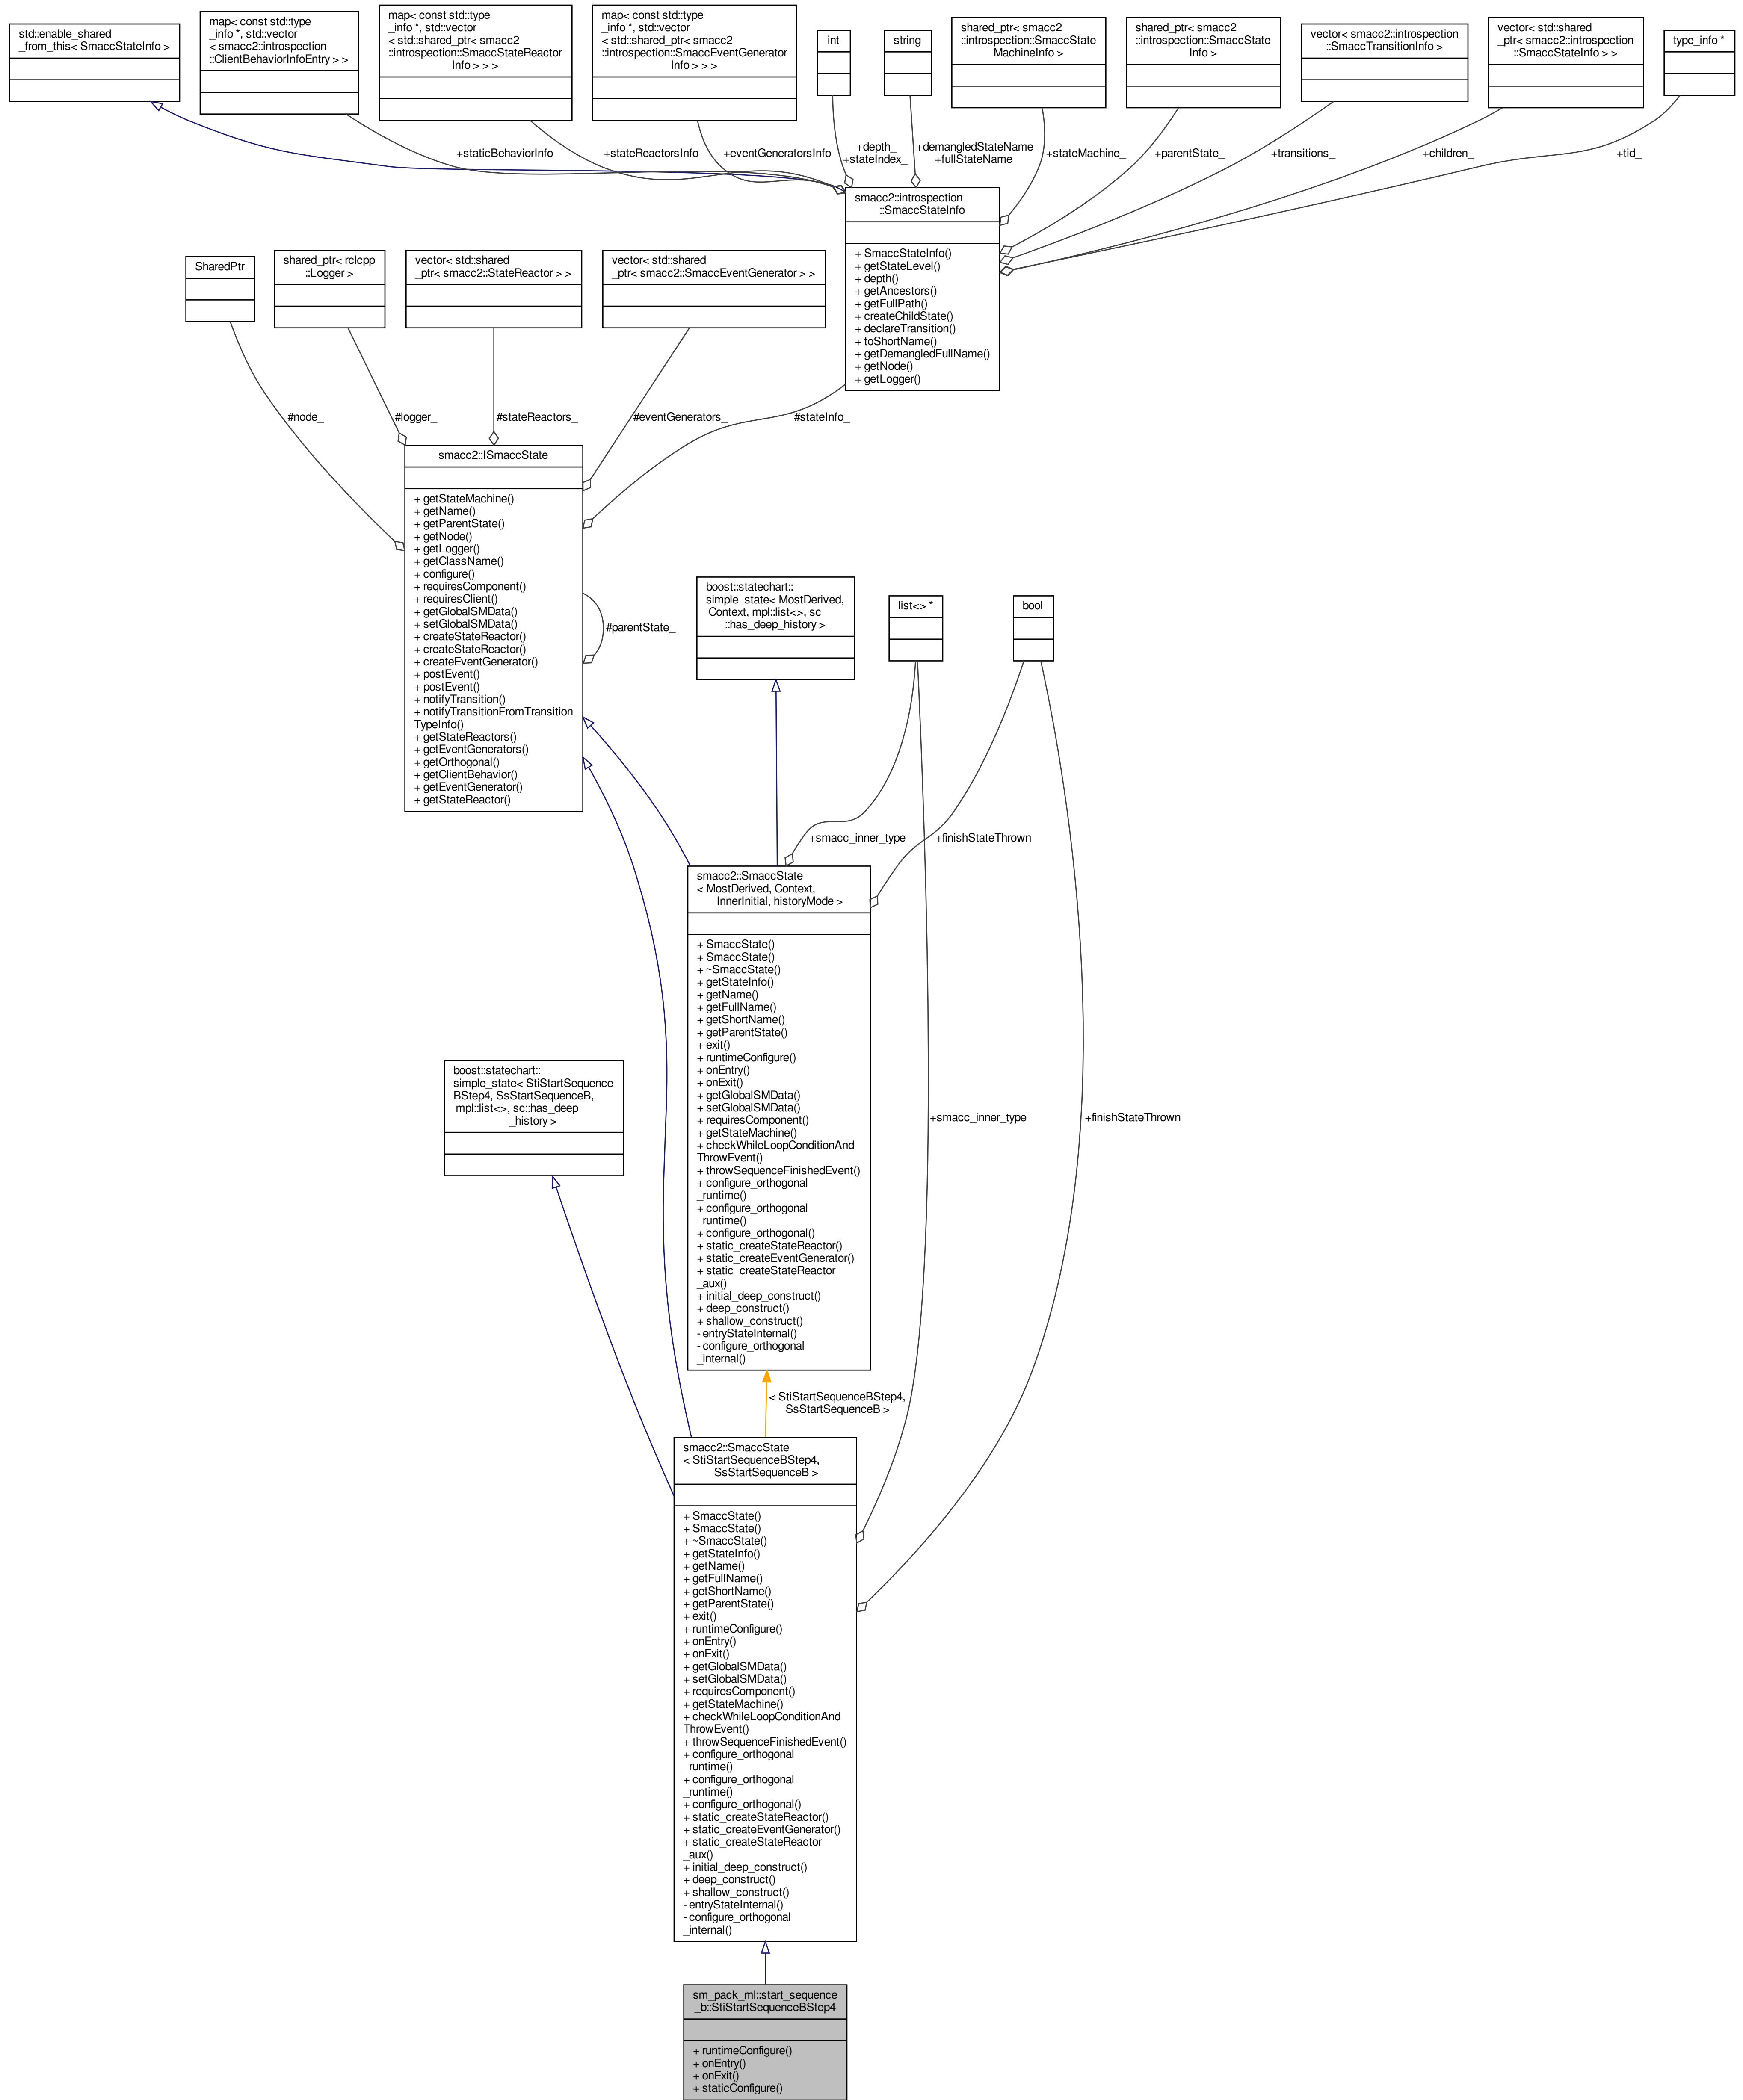 std::enable_shared
_from_this< SmaccStateInfo >
map< const std::type
_info *, std::vector
< smacc2::introspection
::ClientBehaviorInfoEntry > >
map< const std::type
_info *, std::vector
< std::shared_ptr< smacc2
::introspection::SmaccStateReactor
Info > > >
map< const std::type
_info *, std::vector
< std::shared_ptr< smacc2
::introspection::SmaccEventGenerator
Info > > >
int
string
shared_ptr< smacc2
::introspection::SmaccState
MachineInfo >
shared_ptr< smacc2
::introspection::SmaccState
Info >
vector< smacc2::introspection
::SmaccTransitionInfo >
vector< std::shared
_ptr< smacc2::introspection
::SmaccStateInfo > >
type_info *
+staticBehaviorInfo
+stateReactorsInfo
+eventGeneratorsInfo
+depth_
+stateIndex_
+demangledStateName
+fullStateName
+stateMachine_
+parentState_
+transitions_
+children_
+tid_
smacc2::introspection
::SmaccStateInfo
+ SmaccStateInfo()
+ getStateLevel()
+ depth()
+ getAncestors()
+ getFullPath()
+ createChildState()
+ declareTransition()
+ toShortName()
+ getDemangledFullName()
+ getNode()
+ getLogger()
SharedPtr
shared_ptr< rclcpp
::Logger >
vector< std::shared
_ptr< smacc2::StateReactor > >
vector< std::shared
_ptr< smacc2::SmaccEventGenerator > >
#node_
#logger_
#stateReactors_
#eventGenerators_
#stateInfo_
smacc2::ISmaccState
+ getStateMachine()
+ getName()
+ getParentState()
+ getNode()
+ getLogger()
+ getClassName()
+ configure()
+ requiresComponent()
+ requiresClient()
+ getGlobalSMData()
+ setGlobalSMData()
+ createStateReactor()
+ createStateReactor()
+ createEventGenerator()
+ postEvent()
+ postEvent()
+ notifyTransition()
+ notifyTransitionFromTransition
TypeInfo()
+ getStateReactors()
+ getEventGenerators()
+ getOrthogonal()
+ getClientBehavior()
+ getEventGenerator()
+ getStateReactor()
#parentState_
boost::statechart::
simple_state< MostDerived,
Context, mpl::list<>, sc
::has_deep_history >
list<> *
bool
+smacc_inner_type
+finishStateThrown
smacc2::SmaccState
< MostDerived, Context,
InnerInitial, historyMode >
+ SmaccState()
+ SmaccState()
+ ~SmaccState()
+ getStateInfo()
+ getName()
+ getFullName()
+ getShortName()
+ getParentState()
+ exit()
+ runtimeConfigure()
+ onEntry()
+ onExit()
+ getGlobalSMData()
+ setGlobalSMData()
+ requiresComponent()
+ getStateMachine()
+ checkWhileLoopConditionAnd
ThrowEvent()
+ throwSequenceFinishedEvent()
+ configure_orthogonal
_runtime()
+ configure_orthogonal
_runtime()
+ configure_orthogonal()
+ static_createStateReactor()
+ static_createEventGenerator()
+ static_createStateReactor
_aux()
+ initial_deep_construct()
+ deep_construct()
+ shallow_construct()
- entryStateInternal()
- configure_orthogonal
_internal()
boost::statechart::
simple_state< StiStartSequence
BStep4, SsStartSequenceB,
mpl::list<>, sc::has_deep
_history >
+smacc_inner_type
+finishStateThrown
< StiStartSequenceBStep4,
SsStartSequenceB >
smacc2::SmaccState
< StiStartSequenceBStep4,
SsStartSequenceB >
+ SmaccState()
+ SmaccState()
+ ~SmaccState()
+ getStateInfo()
+ getName()
+ getFullName()
+ getShortName()
+ getParentState()
+ exit()
+ runtimeConfigure()
+ onEntry()
+ onExit()
+ getGlobalSMData()
+ setGlobalSMData()
+ requiresComponent()
+ getStateMachine()
+ checkWhileLoopConditionAnd
ThrowEvent()
+ throwSequenceFinishedEvent()
+ configure_orthogonal
_runtime()
+ configure_orthogonal
_runtime()
+ configure_orthogonal()
+ static_createStateReactor()
+ static_createEventGenerator()
+ static_createStateReactor
_aux()
+ initial_deep_construct()
+ deep_construct()
+ shallow_construct()
- entryStateInternal()
- configure_orthogonal
_internal()
sm_pack_ml::start_sequence
_b::StiStartSequenceBStep4
+ runtimeConfigure()
+ onEntry()
+ onExit()
+ staticConfigure()